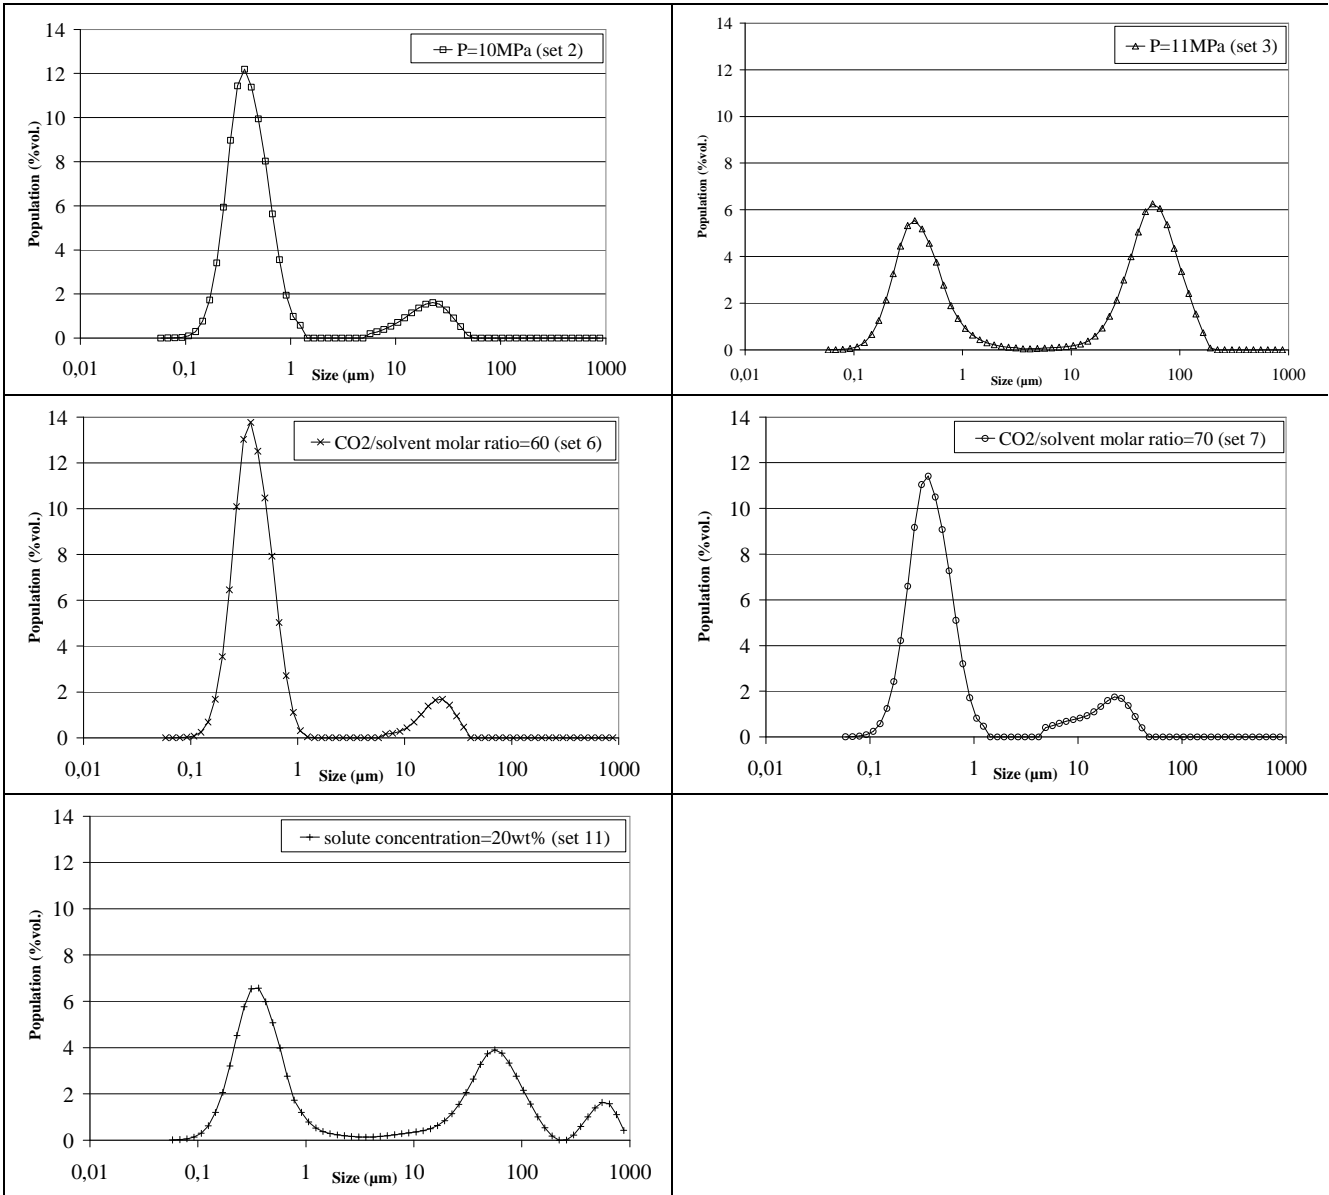 P=10MPa (set 2)
Population (%vol.)
14
12
10
8
6
4
2
0
0,01 0,1 1 10 100 1000
Size (µm)
P=11MPa (set 3)
Population (%vol.)
14
12
10
8
6
4
2
0
0,01 0,1 1 10 100 1000
Size (µm)
CO2/solvent molar ratio=60 (set 6)
Population (%vol.)
14
12
10
8
6
4
2
0
0,01 0,1 1 10 100 1000
Size (µm)
CO2/solvent molar ratio=70 (set 7)
Population (%vol.)
14
12
10
8
6
4
2
0
0,01 0,1 1 10 100 1000
Size (µm)
solute concentration=20wt% (set 11)
Population (%vol.)
14
12
10
8
6
4
2
0
0,01 0,1 1 10 100 1000
Size (µm)